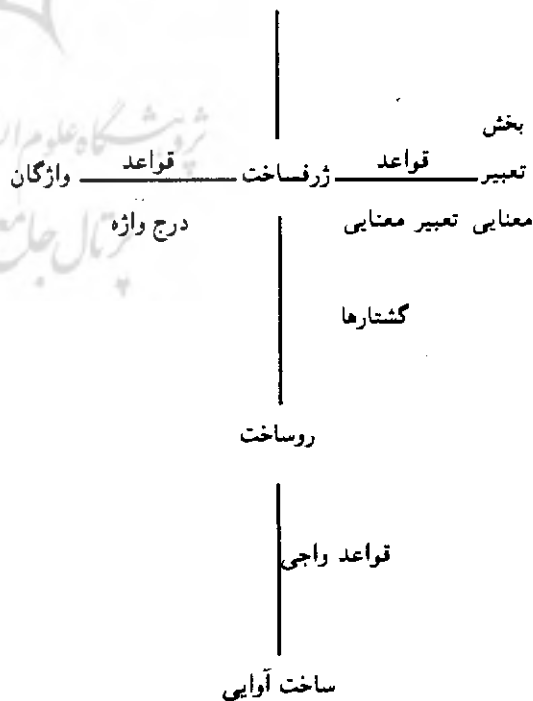 بخش
تعبیر قواعد ژرفساخت قواعد واژگان
معنایی تعبیر معنایی درج واژه
گشتارها
روساخت
قواعد واجی
ساخت آوایی